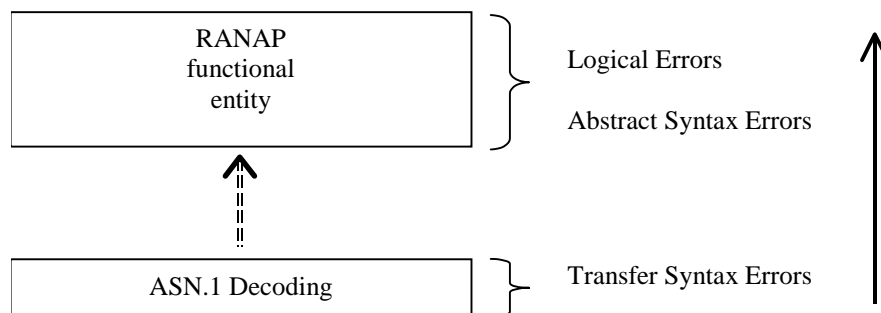 RANAP
functional
entity
Logical Errors
Abstract Syntax Errors
ASN.1 Decoding
Transfer Syntax Errors